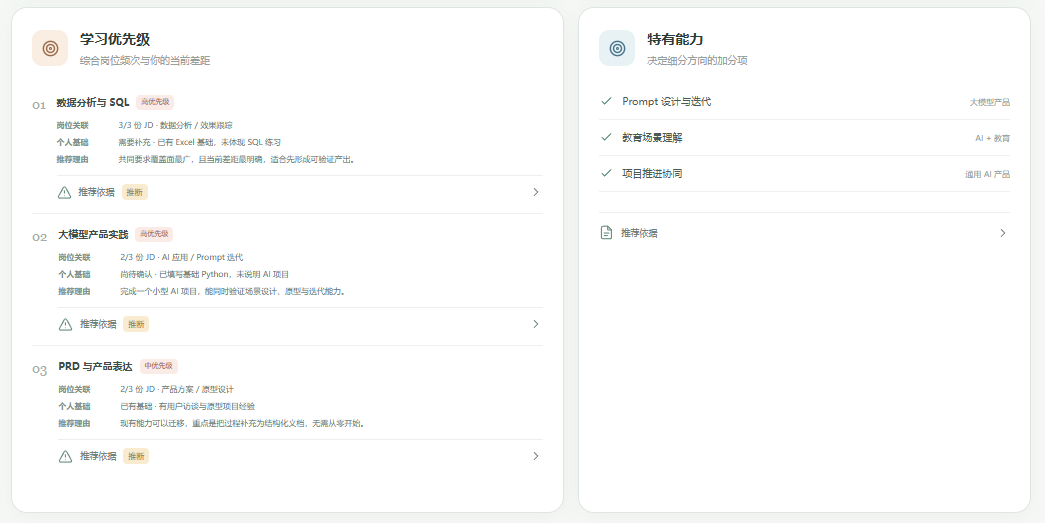 学习优先级
综合岗位频次与你的当前差距
01 数据分析与 SQL 高优先级
岗位关联 3/3 份 JD · 数据分析 / 效果跟踪
个人基础 需要补充 · 已有 Excel 基础，未体现 SQL 练习
推荐理由 共同要求覆盖面最广，且当前差距最明确，适合先形成可验证产出。
推荐依据 推断
02 大模型产品实践 高优先级
岗位关联 2/3 份 JD · AI 应用 / Prompt 迭代
个人基础 尚待确认 · 已填写基础 Python，未说明 AI 项目
推荐理由 完成一个小型 AI 项目，能同时验证场景设计、原型与迭代能力。
推荐依据 推断
03 PRD 与产品表达 中优先级
岗位关联 2/3 份 JD · 产品方案 / 原型设计
个人基础 已有基础 · 有用户访谈与原型项目经验
推荐理由 现有能力可以迁移，重点是把过程补充为结构化文档，无需从零开始。
推荐依据 推断
特有能力
决定细分方向的加分项
Prompt 设计与迭代 大模型产品
教育场景理解 AI + 教育
项目推进协同 通用 AI 产品
推荐依据